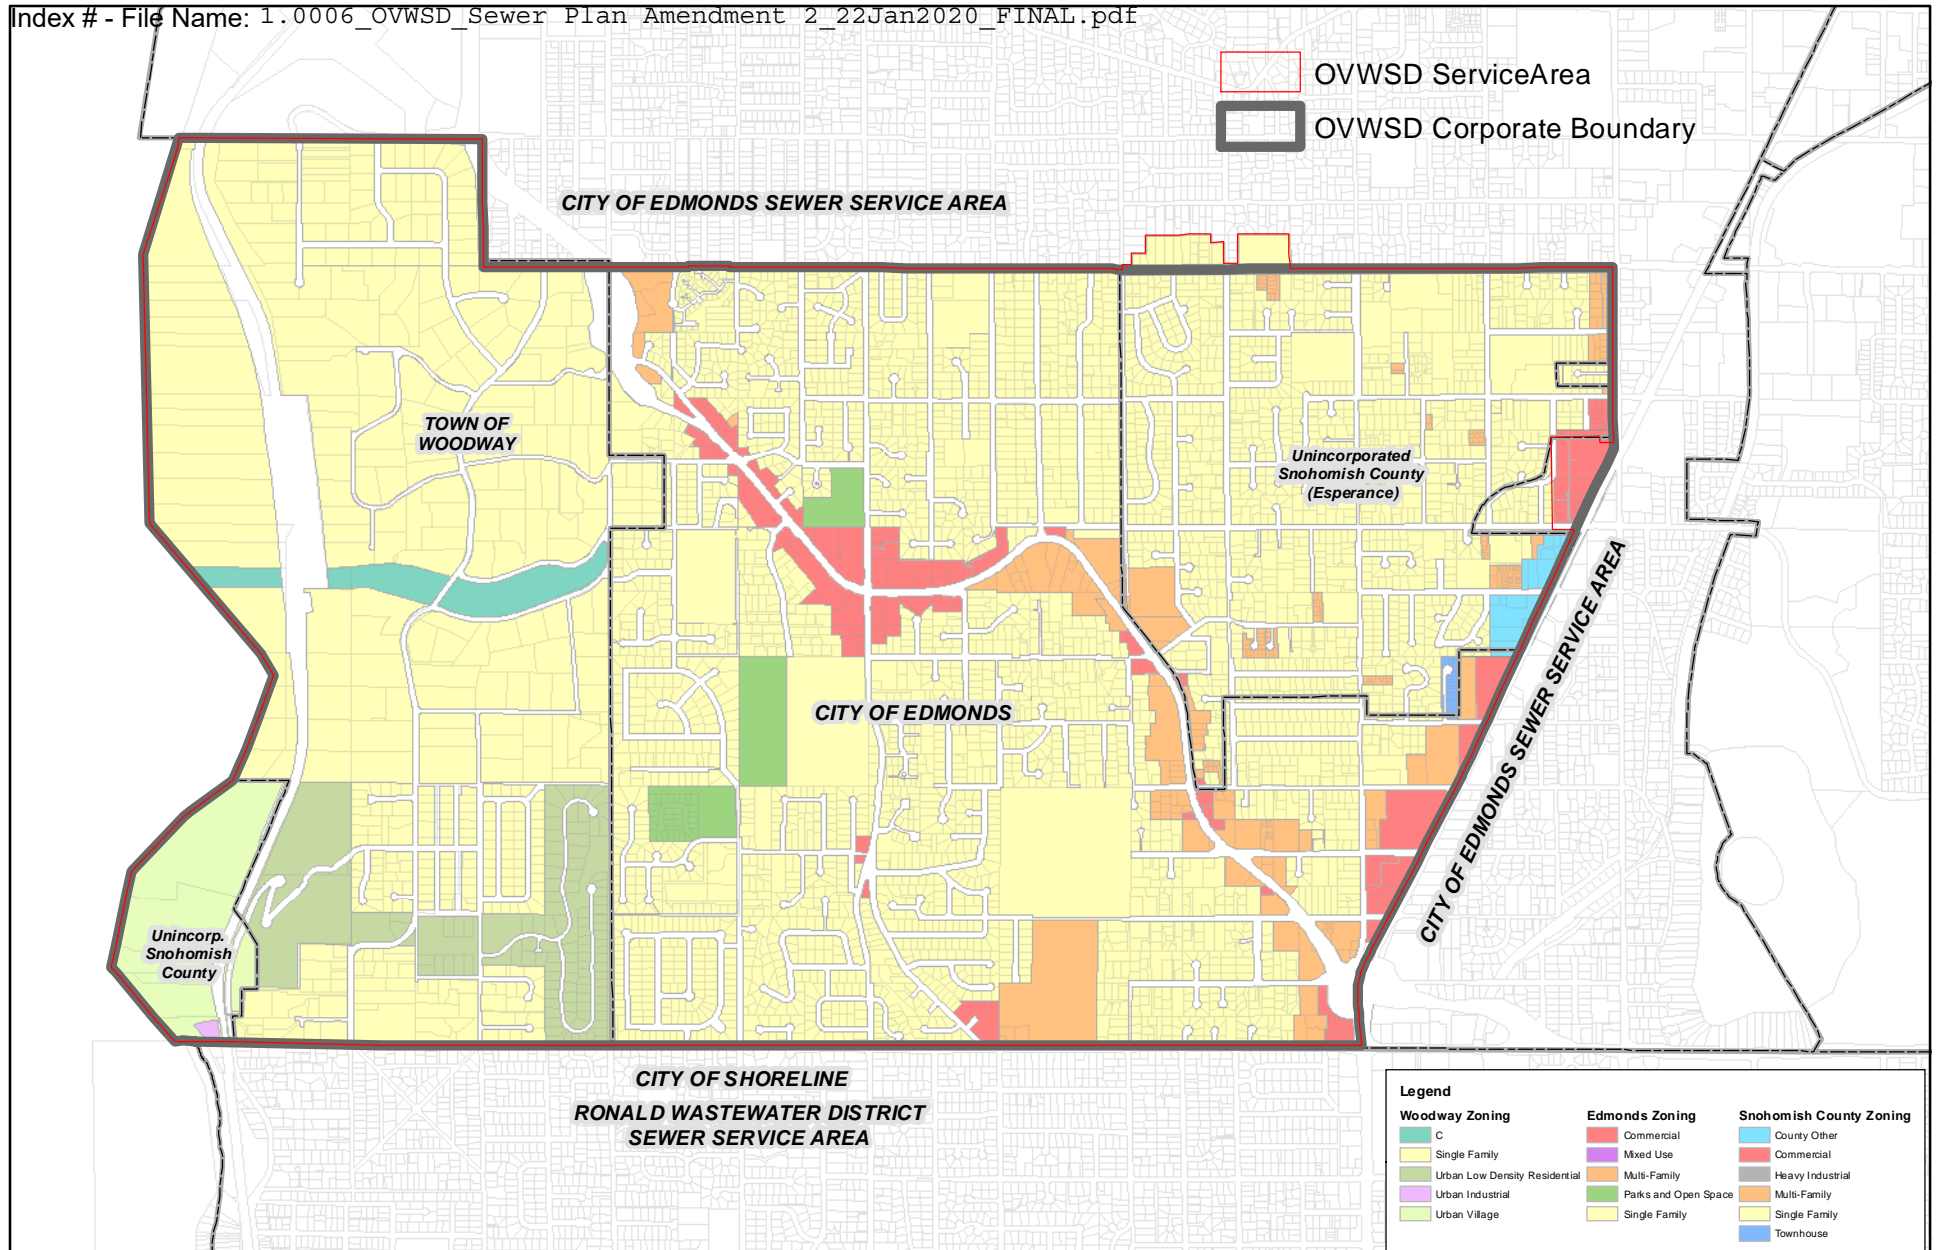 Index # - File Name: 1.0006_OVWSD_Sewer Plan Amendment 2_22Jan2020_FINAL.pdf
OVWSD ServiceArea
OVWSD Corporate Boundary
CITY OF EDMONDS SEWER SERVICE AREA
TOWN OF
WOODWAY
Unincorporated
Snohomish County
(Esperance)
CITY OF EDMONDS
CITY OF EDMONDS SEWER SERVICE AREA
Unincorp.
Snohomish
County
CITY OF SHORELINE
RONALD WASTEWATER DISTRICT
SEWER SERVICE AREA
Legend
Woodway Zoning
C
Single Family
Urban Low Density Residential
Urban Industrial
Urban Village
Edmonds Zoning
Commercial
Mixed Use
Multi-Family
Parks and Open Space
Single Family
Snohomish County Zoning
County Other
Commercial
Heavy Industrial
Multi-Family
Single Family
Townhouse